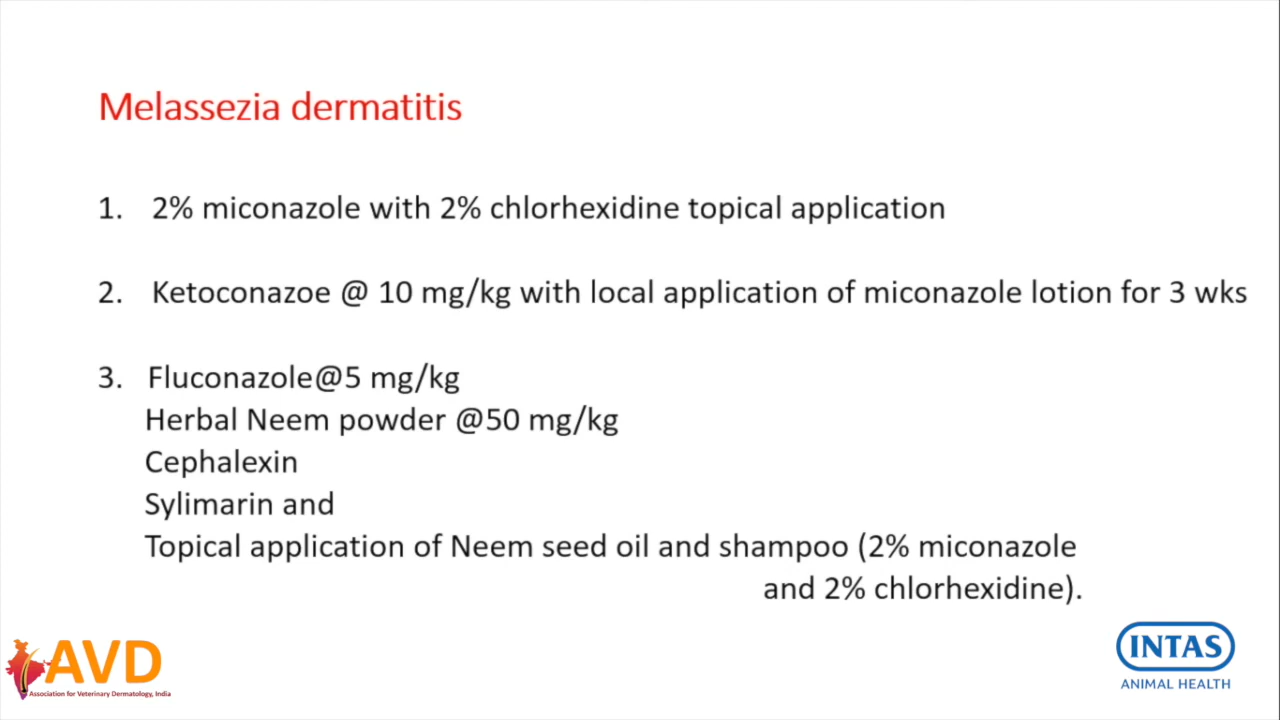 Melassezia dermatitis
1. 2% miconazole with 2% chlorhexidine topical application
2. Ketoconazoe @ 10 mg/kg with local application of miconazole lotion for 3 wks
3. Fluconazole@5 mg/kg
Herbal Neem powder @50 mg/kg
Cephalexin
Sylimarin and
Topical application of Neem seed oil and shampoo (2% miconazole
and 2% chlorhexidine).
AVD
Association for Veterinary Dermatology, India
INTAS
ANIMAL HEALTH